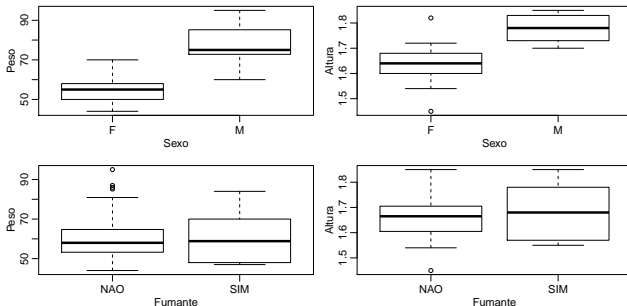 Peso
90
70
50
F
M
Sexo
Altura
1.8
1.7
1.6
1.5
F
M
Sexo
Peso
90
70
50
NAO
SIM
Fumante
Altura
1.8
1.7
1.6
1.5
NAO
SIM
Fumante